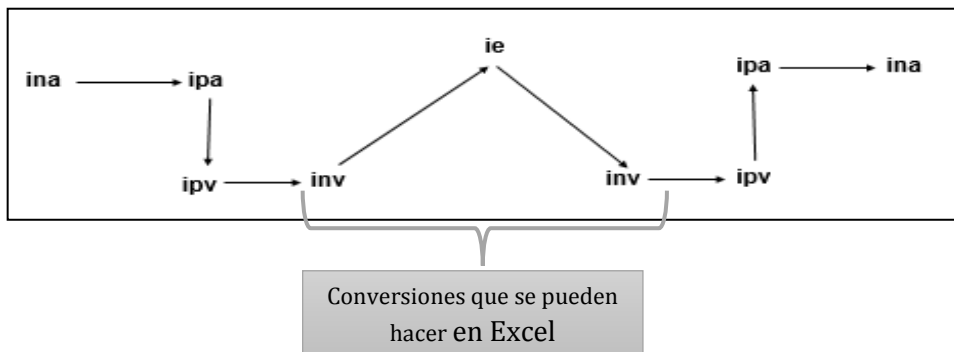 ie
ina
ipa
ipa
ina
ipv
inv
inv
ipv
Conversiones que se pueden
hacer en Excel